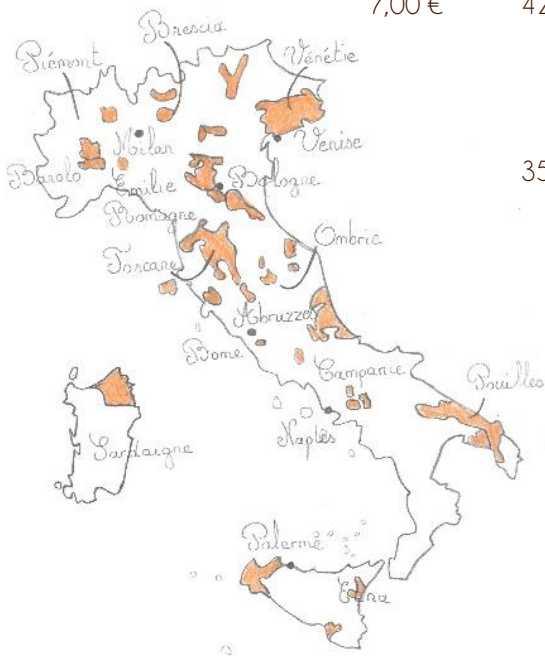 7,00 €
42
Brescia
Piémont
Vénétie
Milan
Venise
Barolo
Emilie
Bologne
35
Romagne
Ombrie
Toscane
Abruzzes
Rome
Campanie
Pouilles
Naples
Sardaigne
Palerme
Etna